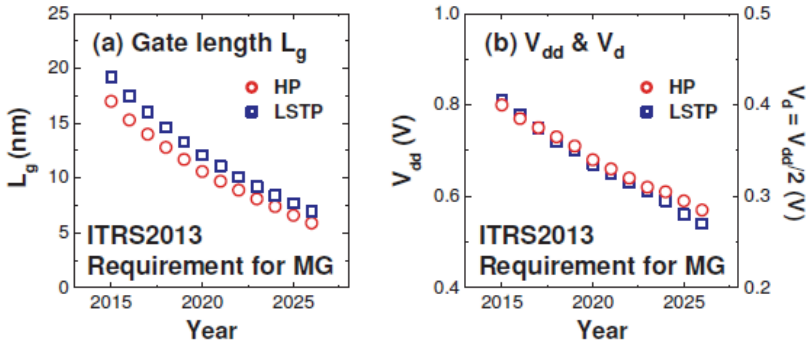 (a) Gate length Lg
HP
LSTP
ITRS2013
Requirement for MG
Lg (nm)
25
20
15
10
5
0
2015
2020
2025
Year
(b) Vdd & Vd
HP
LSTP
ITRS2013
Requirement for MG
Vdd (V)
1.0
0.8
0.6
0.4
2015
2020
2025
Year
0.5
0.4
0.3
0.2
Vd = Vdd/2 (V)